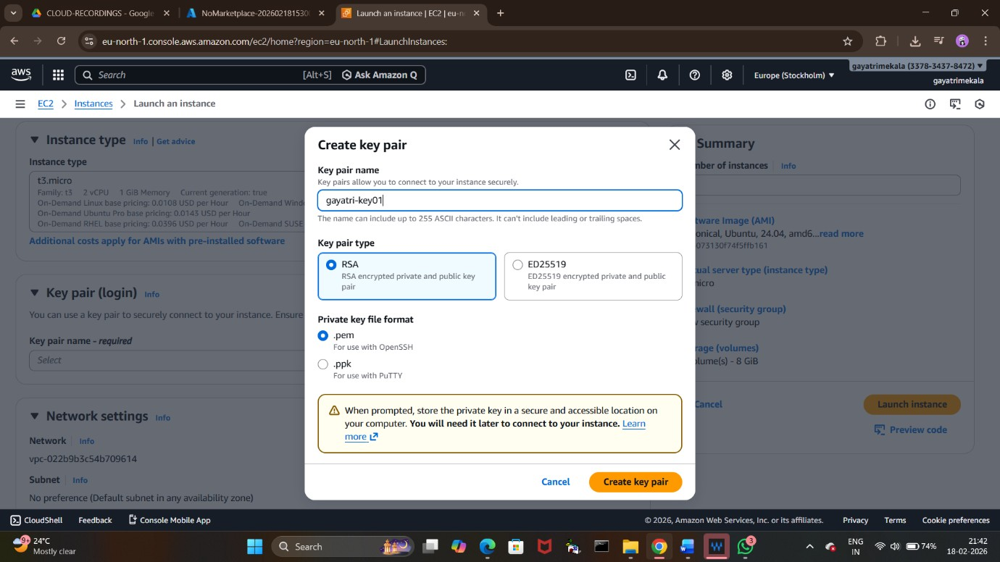 CLOUD-RECORDINGS - Google
NoMarketplace-20260218153
Launch an instance | EC2 | eu-n
eu-north-1.console.aws.amazon.com/ec2/home?region=eu-north-1#LaunchInstances:
aws
Search
[Alt+S]
Ask Amazon Q
Europe (Stockholm)
gayatrimekala (3378-3437-8472)
gayatrimekala
EC2
Instances
Launch an instance
Instance type
Info | Get advice
Instance type
t3.micro
Family: t3 2 vCPU 1 GiB Memory Current generation: true
On-Demand Linux base pricing: 0.0108 USD per Hour On-Demand Wind
On-Demand Ubuntu Pro base pricing: 0.0143 USD per Hour
On-Demand RHEL base pricing: 0.0396 USD per Hour On-Demand SUSE
Additional costs apply for AMIs with pre-installed software
Key pair (login)
Info
You can use a key pair to securely connect to your instance. Ensure
Key pair name - required
Select
Network settings
Info
Network
Info
vpc-022b9b3c54b709614
Subnet
Info
No preference (Default subnet in any availability zone)
Create key pair
Key pair name
Key pairs allow you to connect to your instance securely.
gayatri-key01
The name can include up to 255 ASCII characters. It can't include leading or trailing spaces.
Key pair type
RSA
RSA encrypted private and public key
pair
ED25519
ED25519 encrypted private and public
key pair
Private key file format
.pem
For use with OpenSSH
.ppk
For use with PuTTY
When prompted, store the private key in a secure and accessible location on
your computer. You will need it later to connect to your instance. Learn
more
Cancel
Create key pair
Summary
nber of instances
Info
tware Image (AMI)
onical, Ubuntu, 24.04, amd6...read more
073130f74f5ffb161
tual server type (instance type)
icro
wall (security group)
v security group
rage (volumes)
olume(s) - 8 GiB
Cancel
Launch instance
Preview code
CloudShell
Feedback
Console Mobile App
© 2026, Amazon Web Services, Inc. or its affiliates.
Privacy
Terms
Cookie preferences
9+
24°C
Mostly clear
Search
3
ENG
IN
74%
21:42
18-02-2026